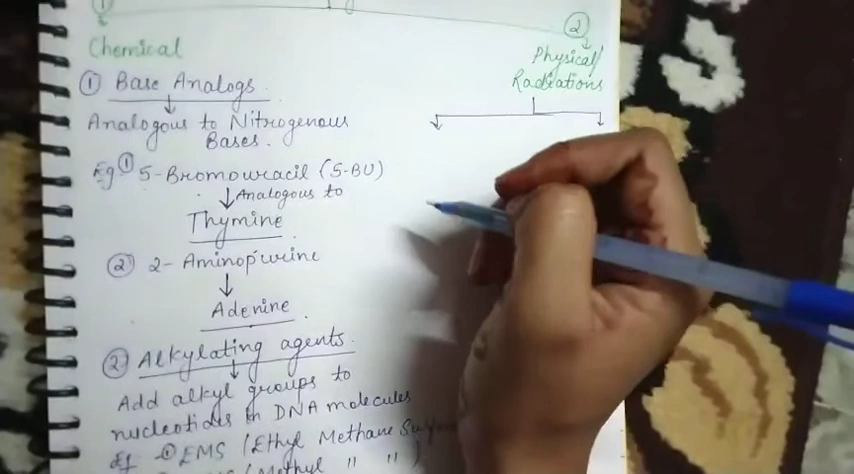 ①
②
Chemical
Physical/
Radiations
① Base Analogs
Analogous to Nitrogenous
Bases.
Eg ① 5-Bromouracil (5-BU)
Analogous to
Thymine
② 2-Aminopurine
Adenine
② Alkylating agents.
Add alkyl groups to
nucleotides in DNA molecules
Eg - ① EMS (Ethyl Methane
(Methyl " " )